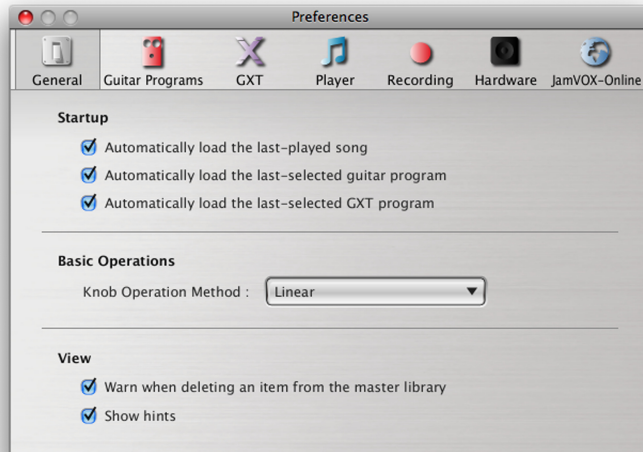 Preferences
General Guitar Programs GXT Player Recording Hardware JamVOX-Online
Startup
Automatically load the last-played song
Automatically load the last-selected guitar program
Automatically load the last-selected GXT program
Basic Operations
Knob Operation Method : Linear
View
Warn when deleting an item from the master library
Show hints